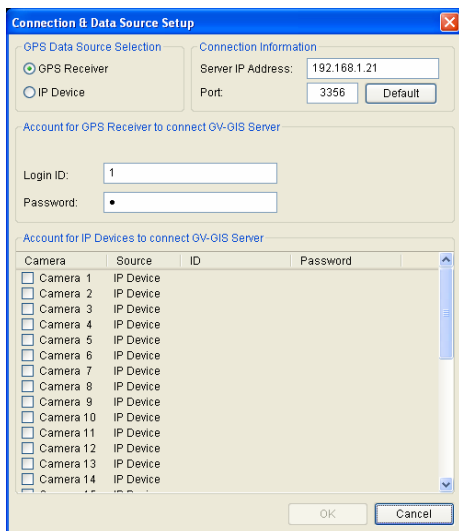 Connection & Data Source Setup
GPS Data Source Selection
GPS Receiver
IP Device
Connection Information
Server IP Address: 192.168.1.21
Port: 3356 Default
Account for GPS Receiver to connect GV-GIS Server
Login ID: 1
Password: •
Account for IP Devices to connect GV-GIS Server
Camera Source ID Password
Camera 1 IP Device
Camera 2 IP Device
Camera 3 IP Device
Camera 4 IP Device
Camera 5 IP Device
Camera 6 IP Device
Camera 7 IP Device
Camera 8 IP Device
Camera 9 IP Device
Camera 10 IP Device
Camera 11 IP Device
Camera 12 IP Device
Camera 13 IP Device
Camera 14 IP Device
OK Cancel